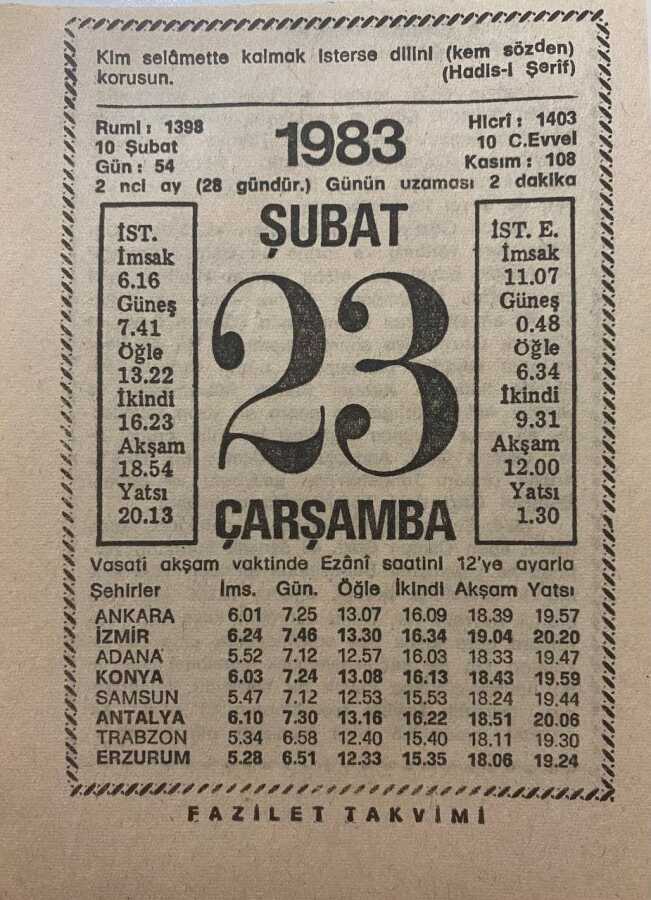 Kim selâmette kalmak isterse dilini (kem sözden)
korusun. (Hadis-i Şerif)
Rumi : 1398
10 Şubat
Gün : 54
1983
Hicrî : 1403
10 C.Evvel
Kasım : 108
2 nci ay (28 gündür.) Günün uzaması 2 dakika
İST.
İmsak
6.16
Güneş
7.41
Öğle
13.22
İkindi
16.23
Akşam
18.54
Yatsı
20.13
ŞUBAT
23
ÇARŞAMBA
İST. E.
İmsak
11.07
Güneş
0.48
Öğle
6.34
İkindi
9.31
Akşam
12.00
Yatsı
1.30
Vasati akşam vaktinde Ezânî saatini 12'ye ayarla
Şehirler İms. Gün. Öğle İkindi Akşam Yatsı
ANKARA 6.01 7.25 13.07 16.09 18.39 19.57
İZMİR 6.24 7.46 13.30 16.34 19.04 20.20
ADANA 5.52 7.12 12.57 16.03 18.33 19.47
KONYA 6.03 7.24 13.08 16.13 18.43 19.59
SAMSUN 5.47 7.12 12.53 15.53 18.24 19.44
ANTALYA 6.10 7.30 13.16 16.22 18.51 20.06
TRABZON 5.34 6.58 12.40 15.40 18.11 19.30
ERZURUM 5.28 6.51 12.33 15.35 18.06 19.24
FAZİLET TAKVİMİ